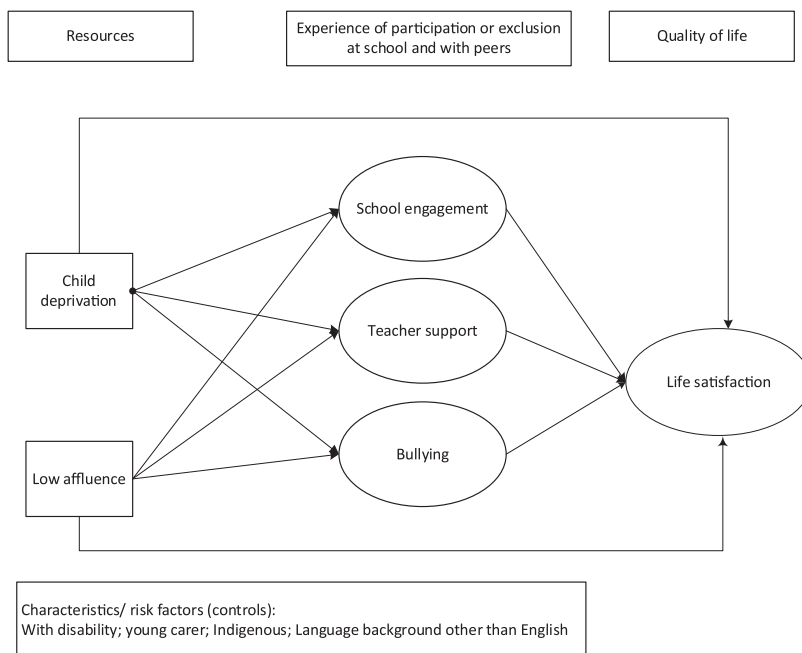 Resources
Experience of participation or exclusion
at school and with peers
Quality of life
School engagement
Child
deprivation
Teacher support
Life satisfaction
Low affluence
Bullying
Characteristics/ risk factors (controls):
With disability; young carer; Indigenous; Language background other than English